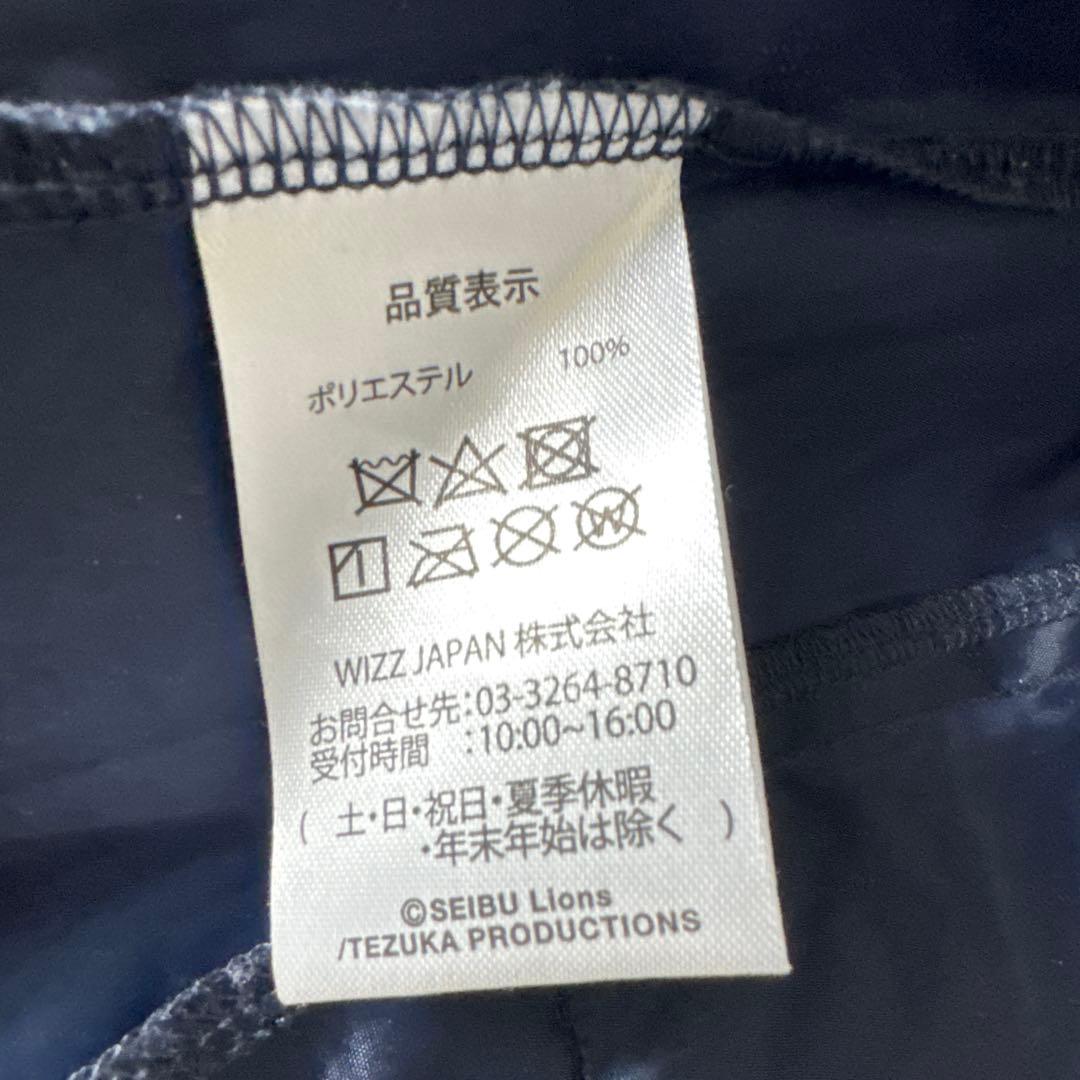 品質表示
ポリエステル 100%
WIZZ JAPAN 株式会社
お問合せ先:03-3264-8710
受付時間 :10:00~16:00
( 土・日・祝日・夏季休暇
・年末年始は除く )
©SEIBU Lions
/TEZUKA PRODUCTIONS